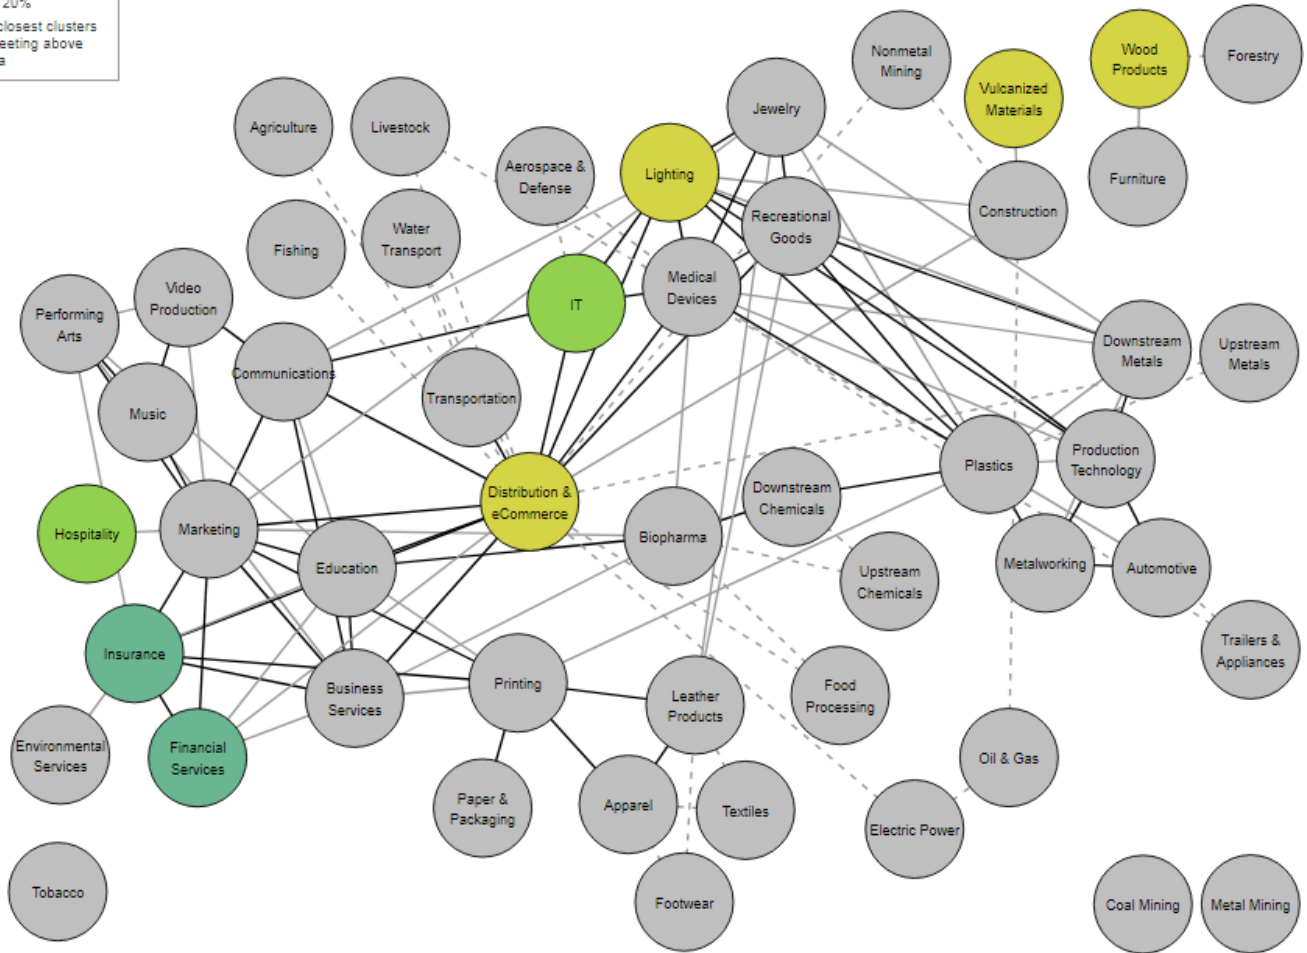 20%
closest clusters
eeting above
a
Nonmetal
Mining
Wood
Products
Forestry
Vulcanized
Materials
Jewelry
Agriculture
Livestock
Aerospace &
Defense
Lighting
Furniture
Construction
Recreational
Goods
Water
Transport
Fishing
Medical
Devices
Video
Production
IT
Performing
Arts
Downstream
Metals
Upstream
Metals
Communications
Transportation
Music
Plastics
Production
Technology
Distribution &
eCommerce
Downstream
Chemicals
Hospitality
Marketing
Biopharma
Education
Metalworking
Automotive
Upstream
Chemicals
Insurance
Trailers &
Appliances
Business
Services
Printing
Leather
Products
Food
Processing
Environmental
Services
Financial
Services
Oil & Gas
Paper &
Packaging
Apparel
Textiles
Electric Power
Tobacco
Footwear
Coal Mining
Metal Mining